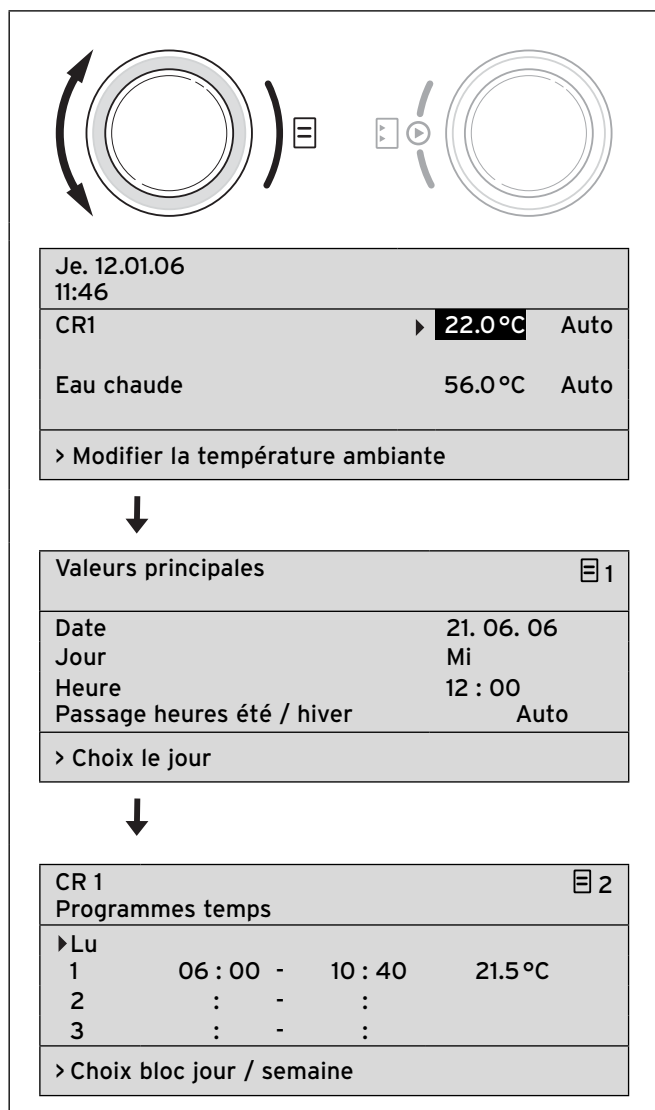 Je. 12.01.06
11:46
CR1 22.0 °C Auto
Eau chaude 56.0 °C Auto
> Modifier la température ambiante
Valeurs principales 1
Date 21. 06. 06
Jour Mi
Heure 12 : 00
Passage heures été / hiver Auto
> Choix le jour
CR 1 2
Programmes temps
Lu
1 06 : 00 - 10 : 40 21.5 °C
2 : - :
3 : - :
> Choix bloc jour / semaine